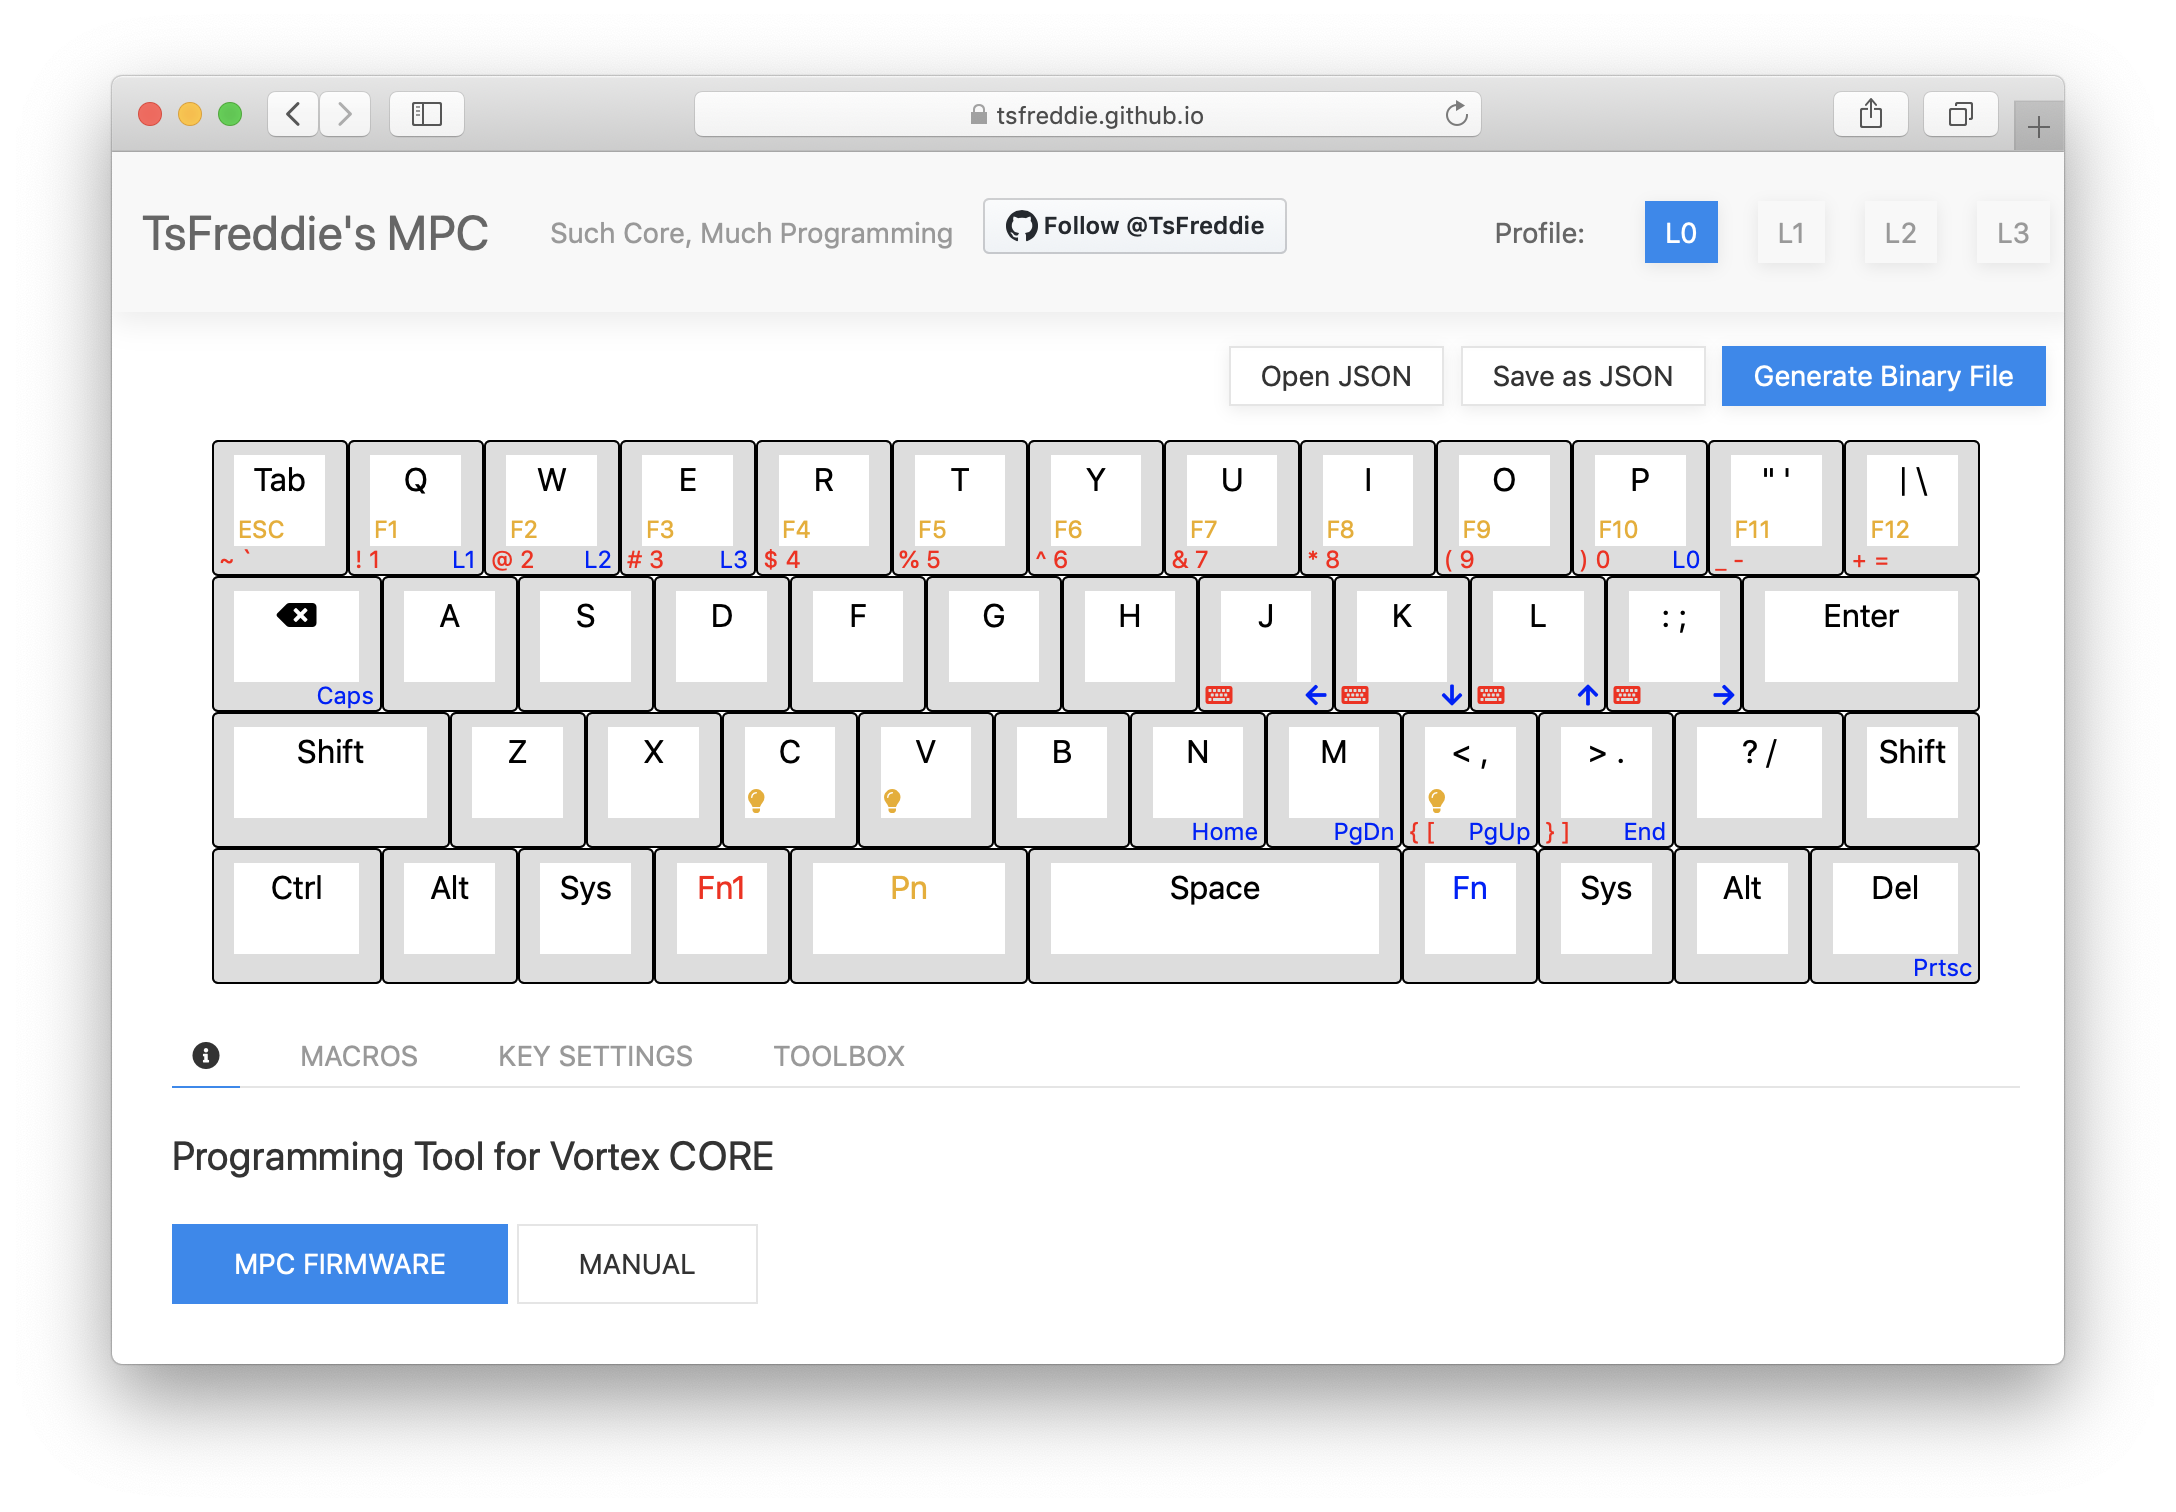 tsfreddie.github.io
TsFreddie's MPC Such Core, Much Programming Follow @TsFreddie Profile: L0 L1 L2 L3
Open JSON Save as JSON Generate Binary File
Tab Q W E R T Y U I O P " ' | \
ESC F1 F2 F3 F4 F5 F6 F7 F8 F9 F10 F11 F12
~ ` ! 1 L1 @ 2 L2 # 3 L3 $ 4 % 5 ^ 6 & 7 * 8 ( 9 ) 0 L0 _ - + =
A S D F G H J K L : ; Enter
Caps ← ↓ ↑ →
Shift Z X C V B N M < , > . ? / Shift
Home PgDn { [ PgUp } ] End
Ctrl Alt Sys Fn1 Pn Space Fn Sys Alt Del
Prtsc
MACROS KEY SETTINGS TOOLBOX
Programming Tool for Vortex CORE
MPC FIRMWARE MANUAL